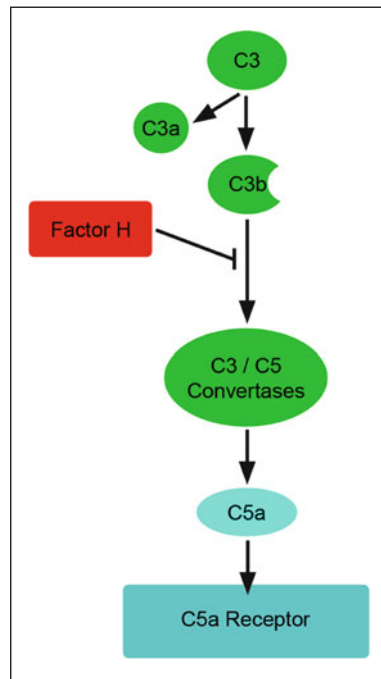 C3
C3a
C3b
Factor H
C3 / C5
Convertases
C5a
C5a Receptor